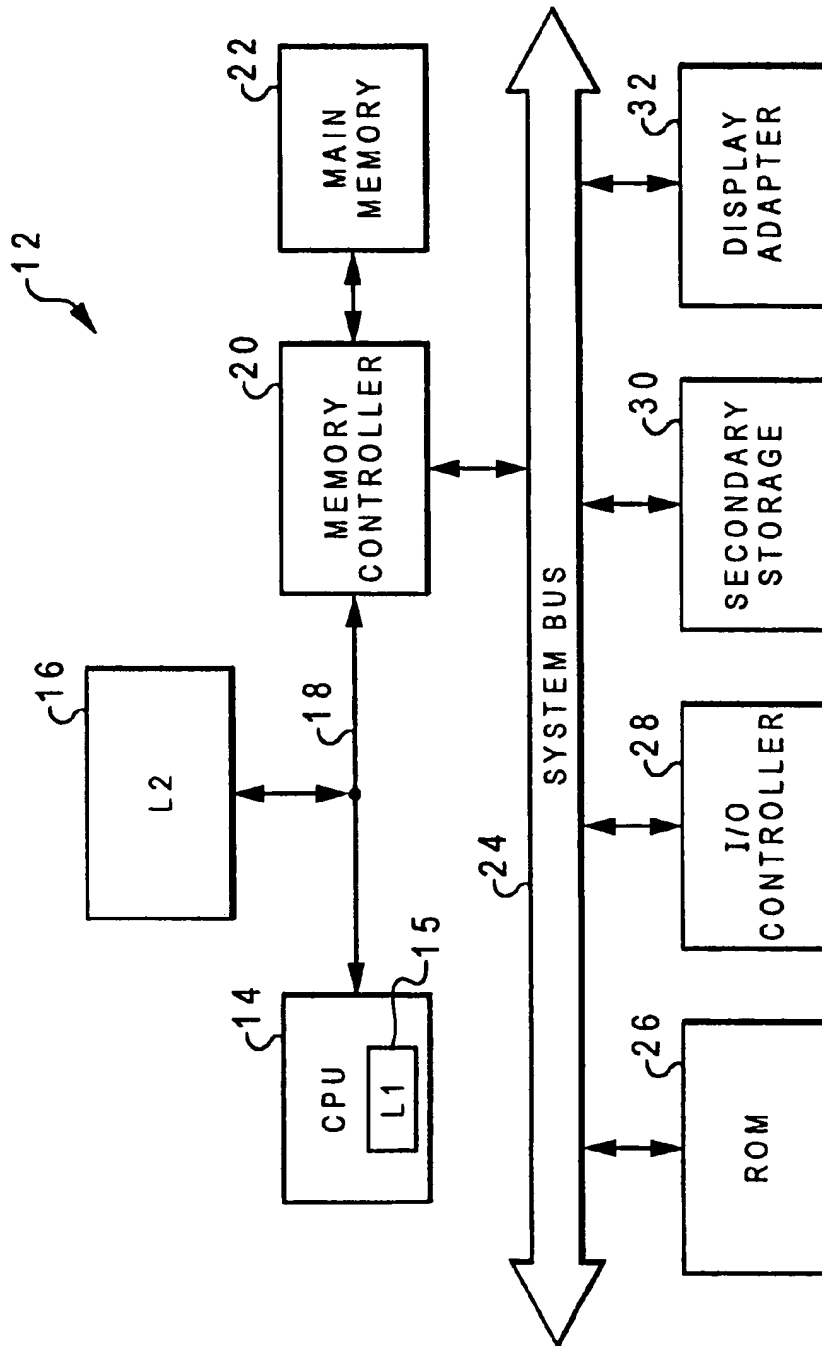 12
16
L2
14
CPU
15
L1
18
20
MEMORY
CONTROLLER
22
MAIN
MEMORY
24
SYSTEM BUS
26
ROM
28
I/O
CONTROLLER
30
SECONDARY
STORAGE
32
DISPLAY
ADAPTER